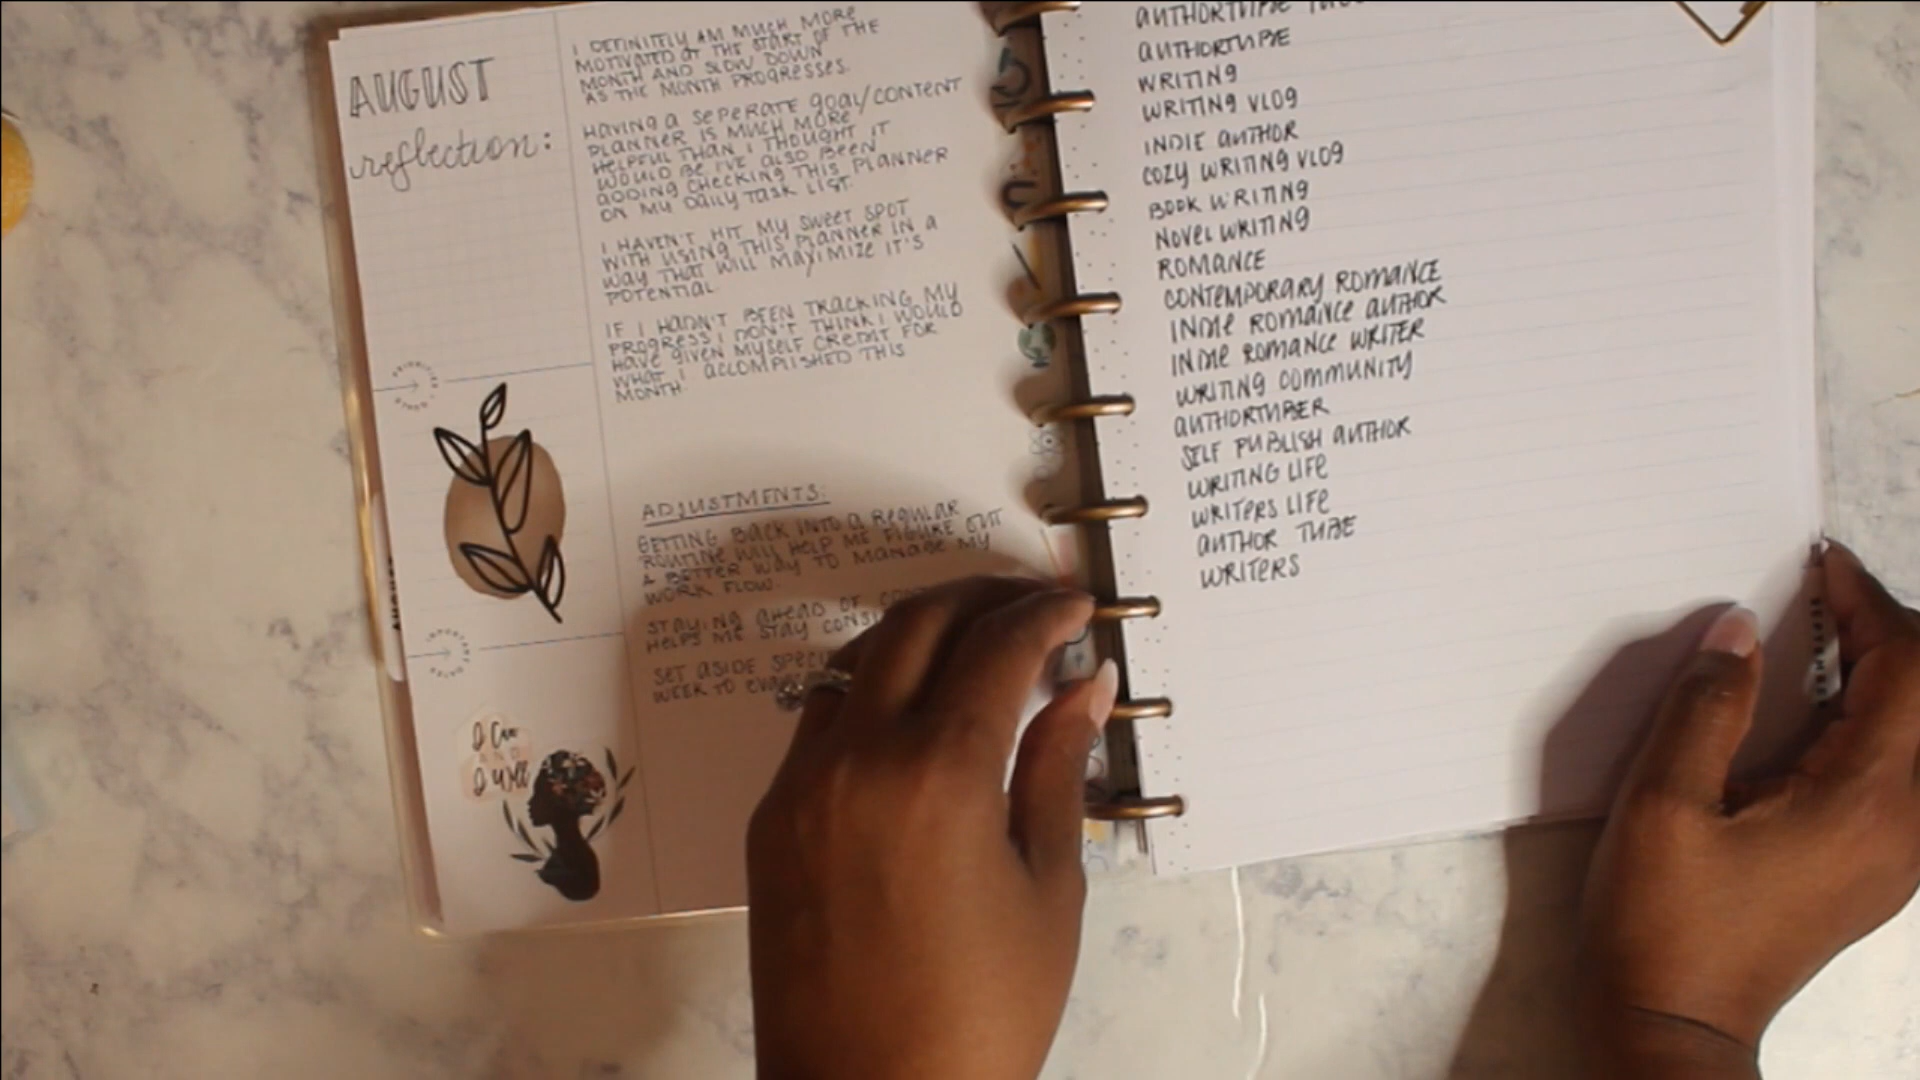 AUGUST
reflection:
I DEFINITELY AM MUCH MORE
MOTIVATED AT THE START OF THE
MONTH AND SLOW DOWN
AS THE MONTH PROGRESSES.
HAVING A SEPERATE GOAL/CONTENT
PLANNER IS MUCH MORE
HELPFUL THAN I THOUGHT IT
WOULD BE. I'VE ALSO BEEN
ADDING CHECKING THIS PLANNER
ON MY DAILY TASK LIST.
I HAVEN'T HIT MY SWEET SPOT
WITH USING THIS PLANNER IN A
WAY THAT WILL MAXIMIZE IT'S
POTENTIAL.
IF I HADN'T BEEN TRACKING MY
PROGRESS I DON'T THINK I WOULD
HAVE GIVEN MYSELF CREDIT FOR
WHAT I ACCOMPLISHED THIS
MONTH.
ADJUSTMENTS:
GETTING BACK INTO A REGULAR
ROUTINE WILL HELP ME FIGURE OUT
A BETTER WAY TO MANAGE MY
WORK FLOW.
STAYING AHEAD OF
HELPS ME STAY
SET ASIDE
WEEK TO
I Can
AND
I Will
AUTHORTUBE
AUTHORTUBE
WRITING
WRITING VLOG
INDIE AUTHOR
COZY WRITING VLOG
BOOK WRITING
NOVEL WRITING
ROMANCE
CONTEMPORARY ROMANCE
INDIE ROMANCE AUTHOR
INDIE ROMANCE WRITER
WRITING COMMUNITY
AUTHORTUBER
SELF PUBLISH AUTHOR
WRITING LIFE
WRITERS LIFE
AUTHOR TUBE
WRITERS
SEPTEMBER